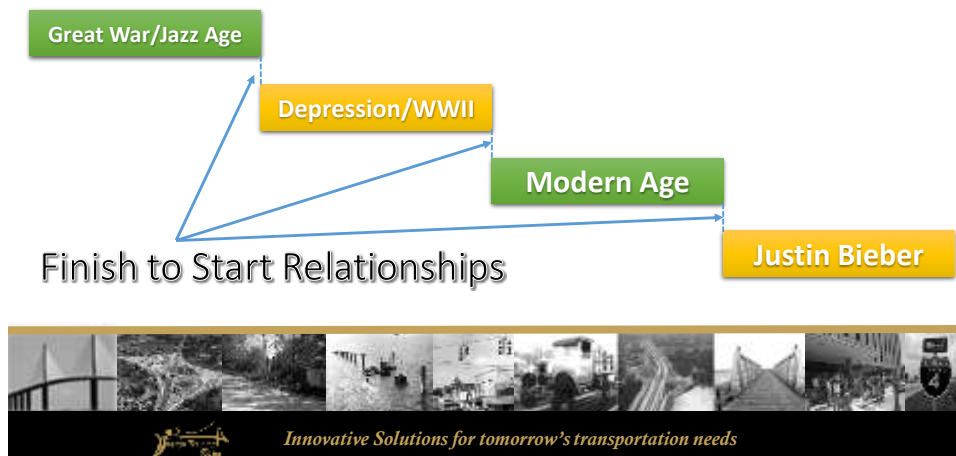 Great War/Jazz Age
Depression/WWII
Modern Age
Justin Bieber
Finish to Start Relationships
4
Innovative Solutions for tomorrow's transportation needs